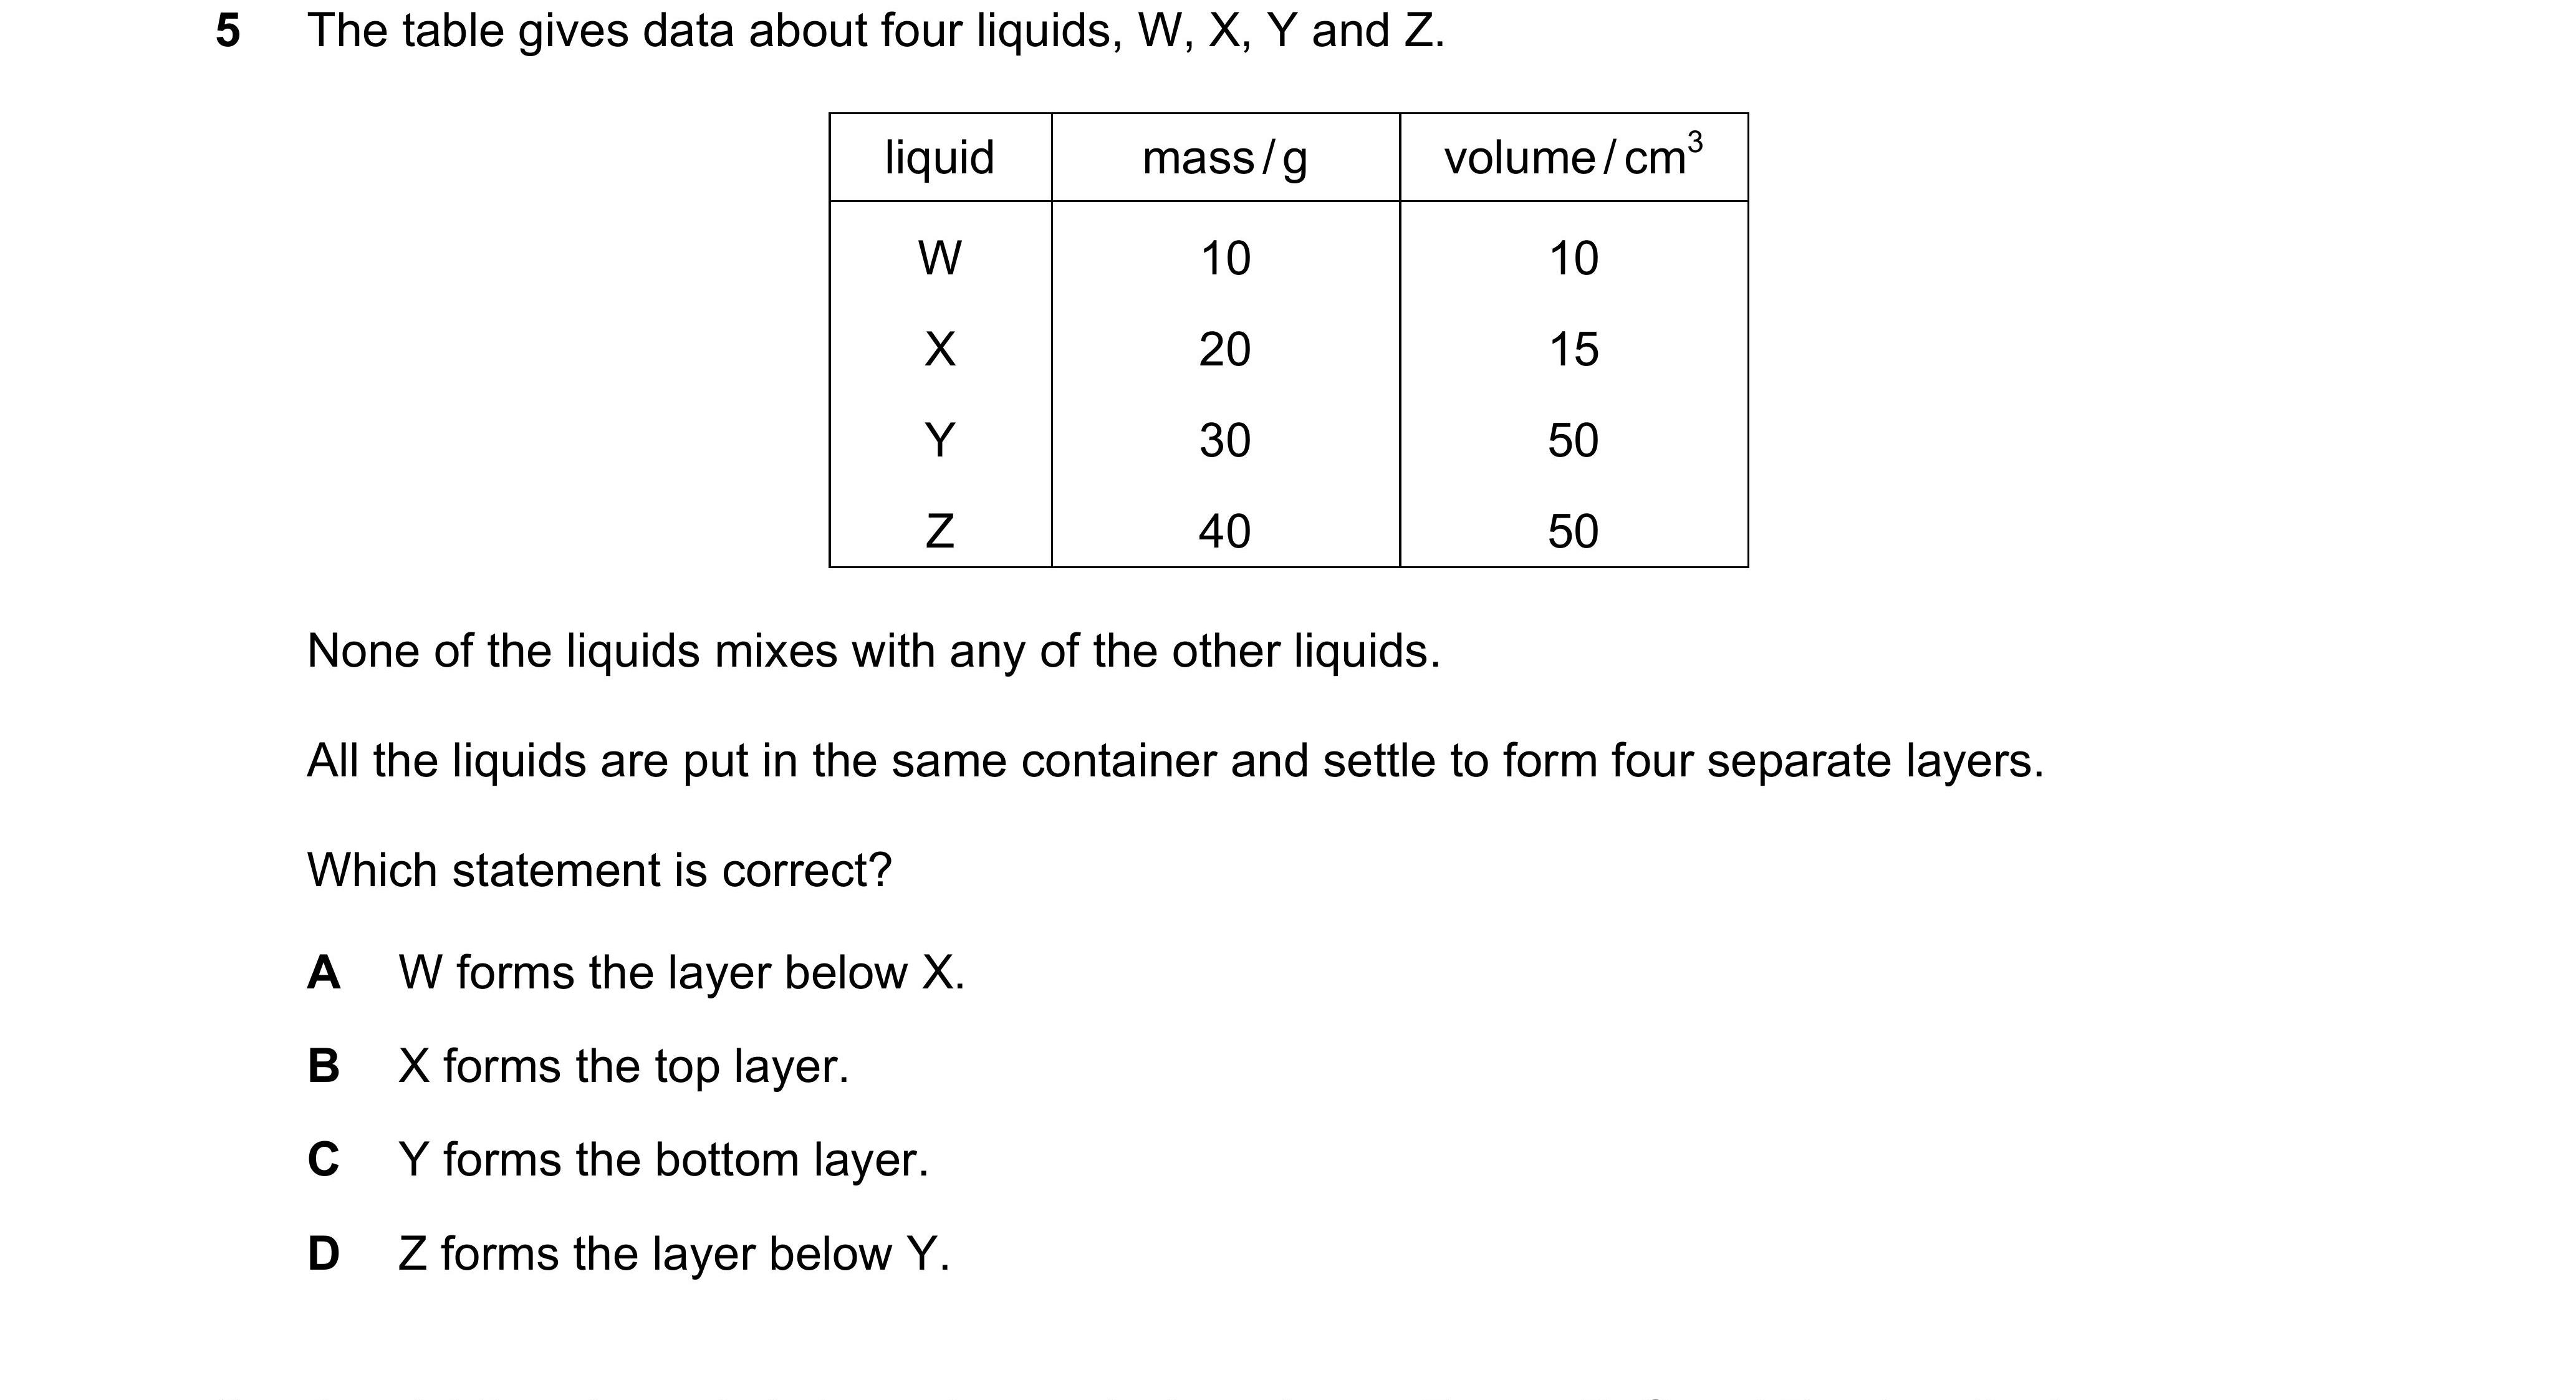 5 The table gives data about four liquids, W, X, Y and Z.
liquid mass / g volume / cm³
W 10 10
X 20 15
Y 30 50
Z 40 50
None of the liquids mixes with any of the other liquids.
All the liquids are put in the same container and settle to form four separate layers.
Which statement is correct?
A W forms the layer below X.
B X forms the top layer.
C Y forms the bottom layer.
D Z forms the layer below Y.